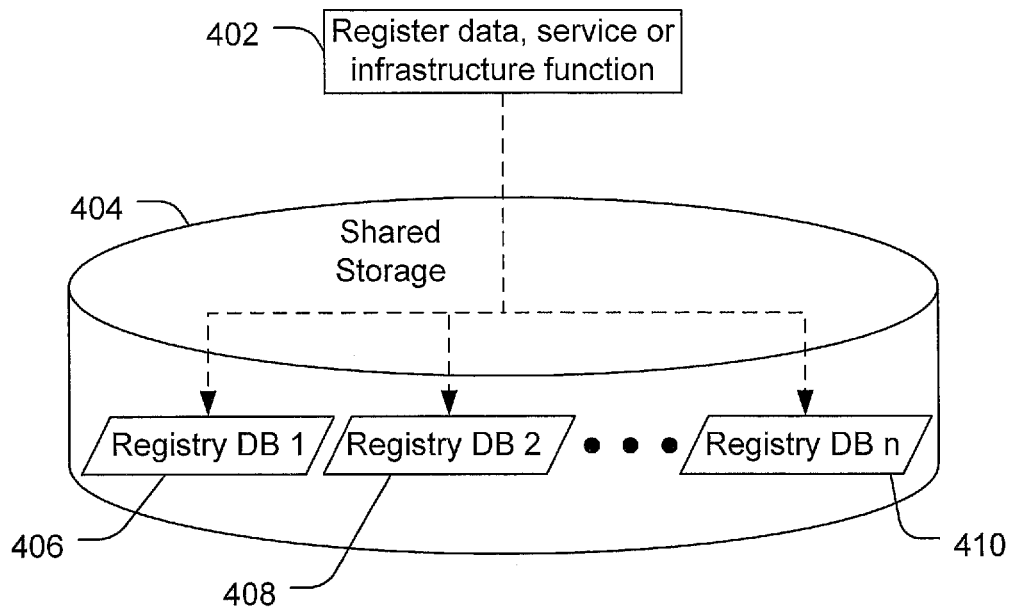 402
Register data, service or
infrastructure function
404
Shared
Storage
Registry DB 1
Registry DB 2
Registry DB n
406
408
410